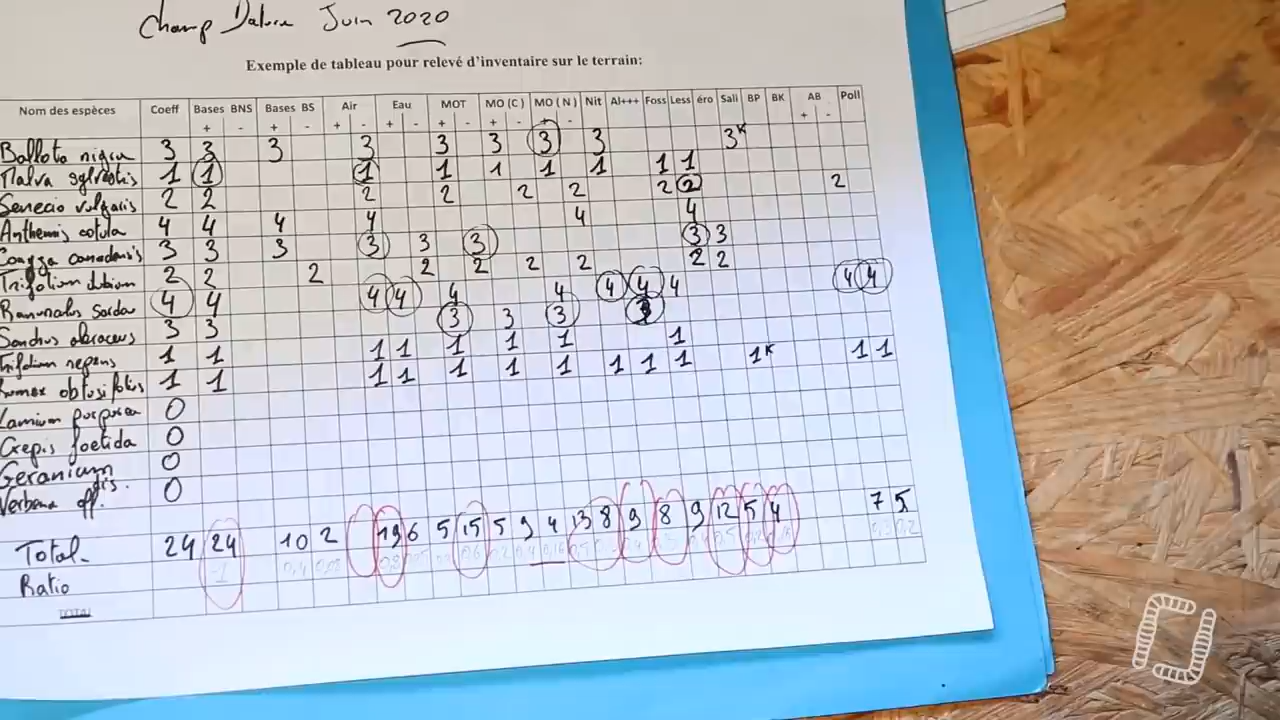 Champ Juin 2020
Exemple de tableau pour relevé d'inventaire sur le terrain:
Nom des espèces Coeff Bases BNS Bases BS Air Eau MOT MO (C) MO (N) Nit Al+++ Foss Less éro Sali BP BK AB Poll
+ - + - + - + - + - + - + - + -
Ballota nigra 3 3 3 3 3 3 3 3 3*
Malva sylvestris 1 1 1 1 1 1 1 1 1
Senecio vulgaris 2 2 2 2 2 2 2 2 2
Anthemis cotula 4 4 4 4 4 4
Conyza canadensis 3 3 3 3 3 3 3 3
Trifolium dubium 2 2 2 2 2 2 2 2 2
Ranunculus sardous 4 4 4 4 4 4 4 4 4 4 4
Sonchus oleraceus 3 3 3 3 3
Trifolium repens 1 1 1 1 1 1 1 1
Rumex obtusifolius 1 1 1 1 1 1 1 1 1 1 1* 1 1
Lamium purpurea 0
Crepis foetida 0
Geranium dis. 0
Verbena off. 0
Total 24 24 10 2 19 6 5 15 5 9 4 13 8 9 8 9 12 5 4 7 5
Ratio
TOTAL